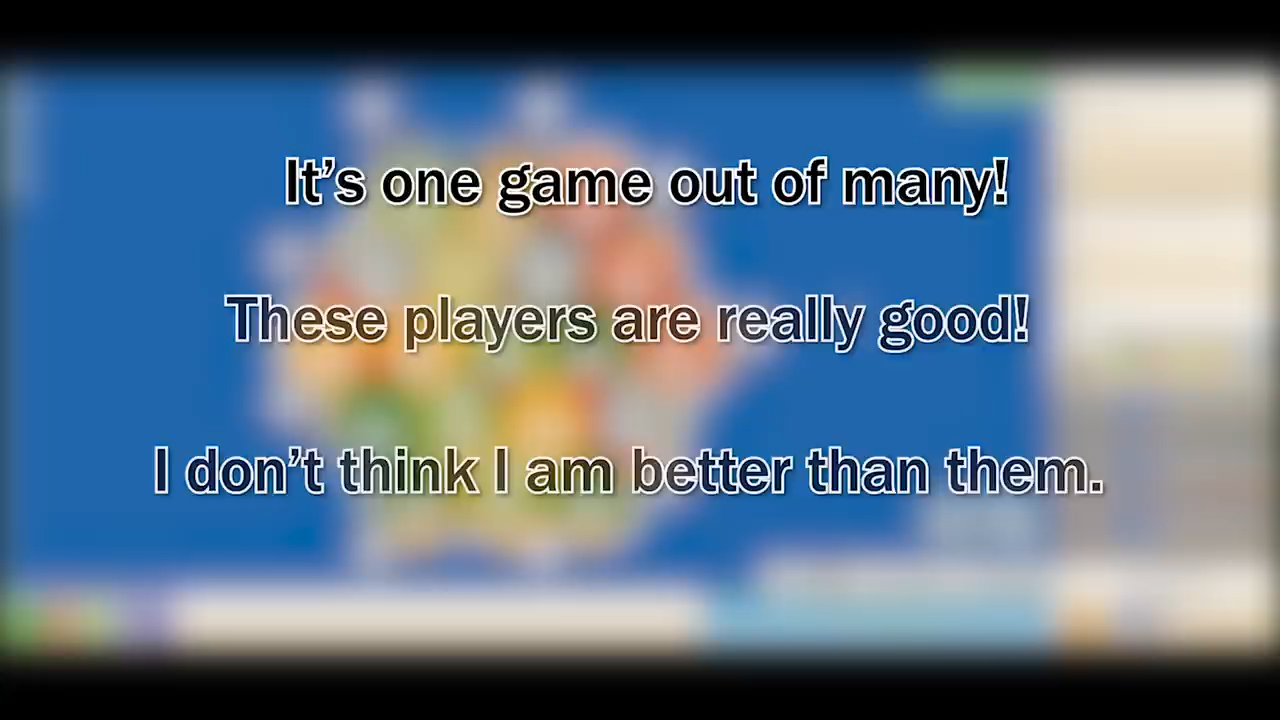 It’s one game out of many!
These players are really good!
I don’t think I am better than them.